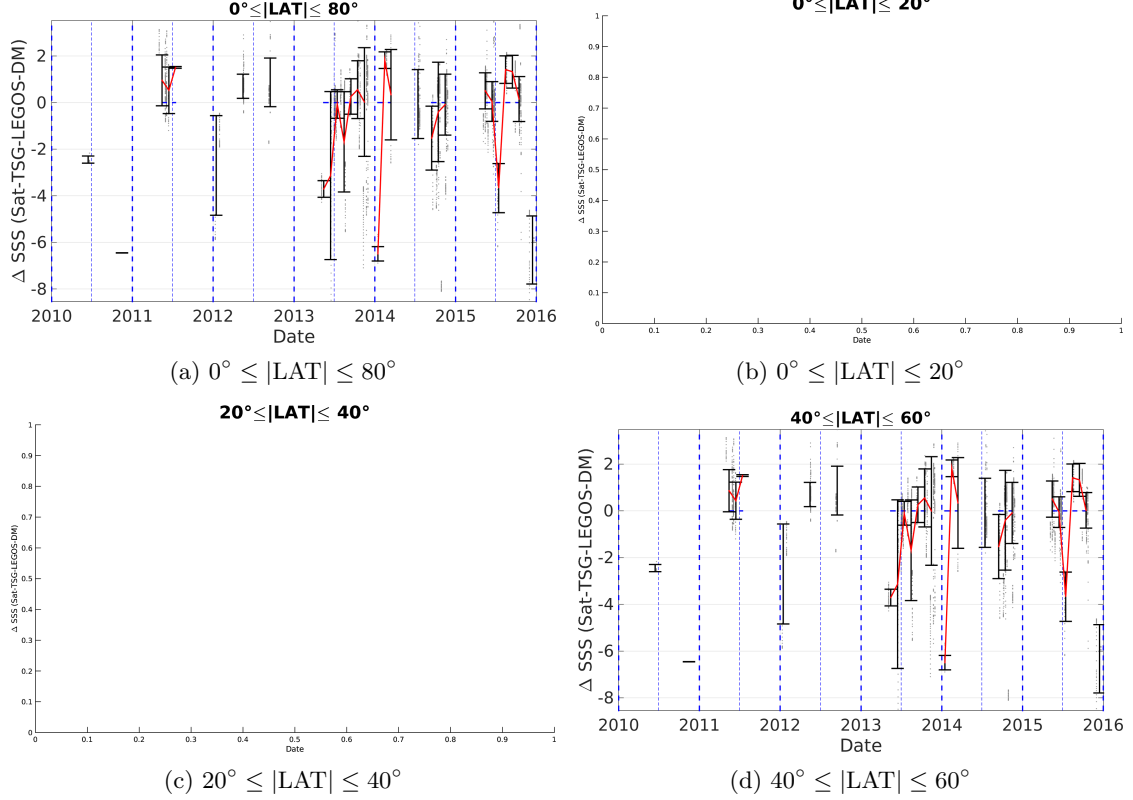 0°≤|LAT|≤ 80°
Δ SSS (Sat-TSG-LEGOS-DM)
2
0
-2
-4
-6
-8
2010 2011 2012 2013 2014 2015 2016
Date
(a) 0° ≤ |LAT| ≤ 80°
0°≤|LAT|≤ 20°
Δ SSS (Sat-TSG-LEGOS-DM)
1
0.9
0.8
0.7
0.6
0.5
0.4
0.3
0.2
0.1
0
0 0.1 0.2 0.3 0.4 0.5 0.6 0.7 0.8 0.9 1
Date
(b) 0° ≤ |LAT| ≤ 20°
20°≤|LAT|≤ 40°
Δ SSS (Sat-TSG-LEGOS-DM)
1
0.9
0.8
0.7
0.6
0.5
0.4
0.3
0.2
0.1
0
0 0.1 0.2 0.3 0.4 0.5 0.6 0.7 0.8 0.9 1
Date
(c) 20° ≤ |LAT| ≤ 40°
40°≤|LAT|≤ 60°
Δ SSS (Sat-TSG-LEGOS-DM)
2
0
-2
-4
-6
-8
2010 2011 2012 2013 2014 2015 2016
Date
(d) 40° ≤ |LAT| ≤ 60°